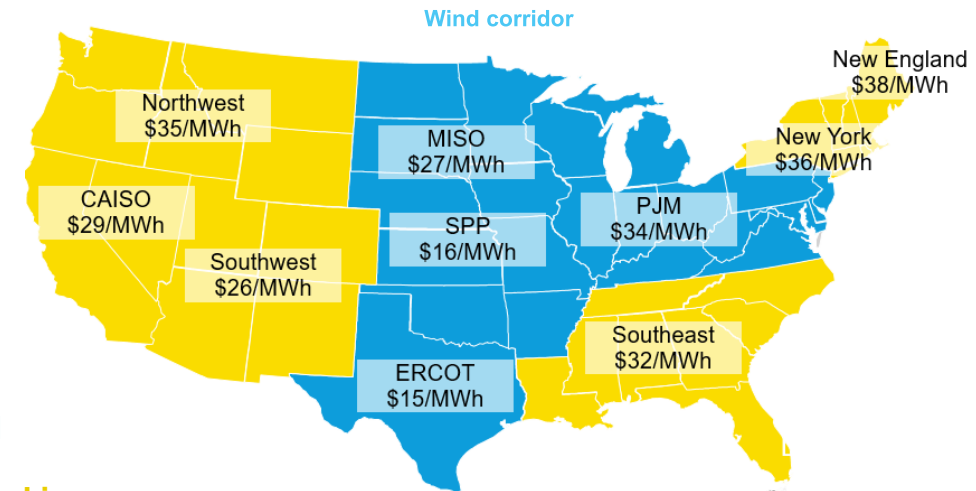 Wind corridor
New England
$38/MWh
Northwest
$35/MWh
MISO
$27/MWh
New York
$36/MWh
CAISO
$29/MWh
SPP
$16/MWh
PJM
$34/MWh
Southwest
$26/MWh
Southeast
$32/MWh
ERCOT
$15/MWh